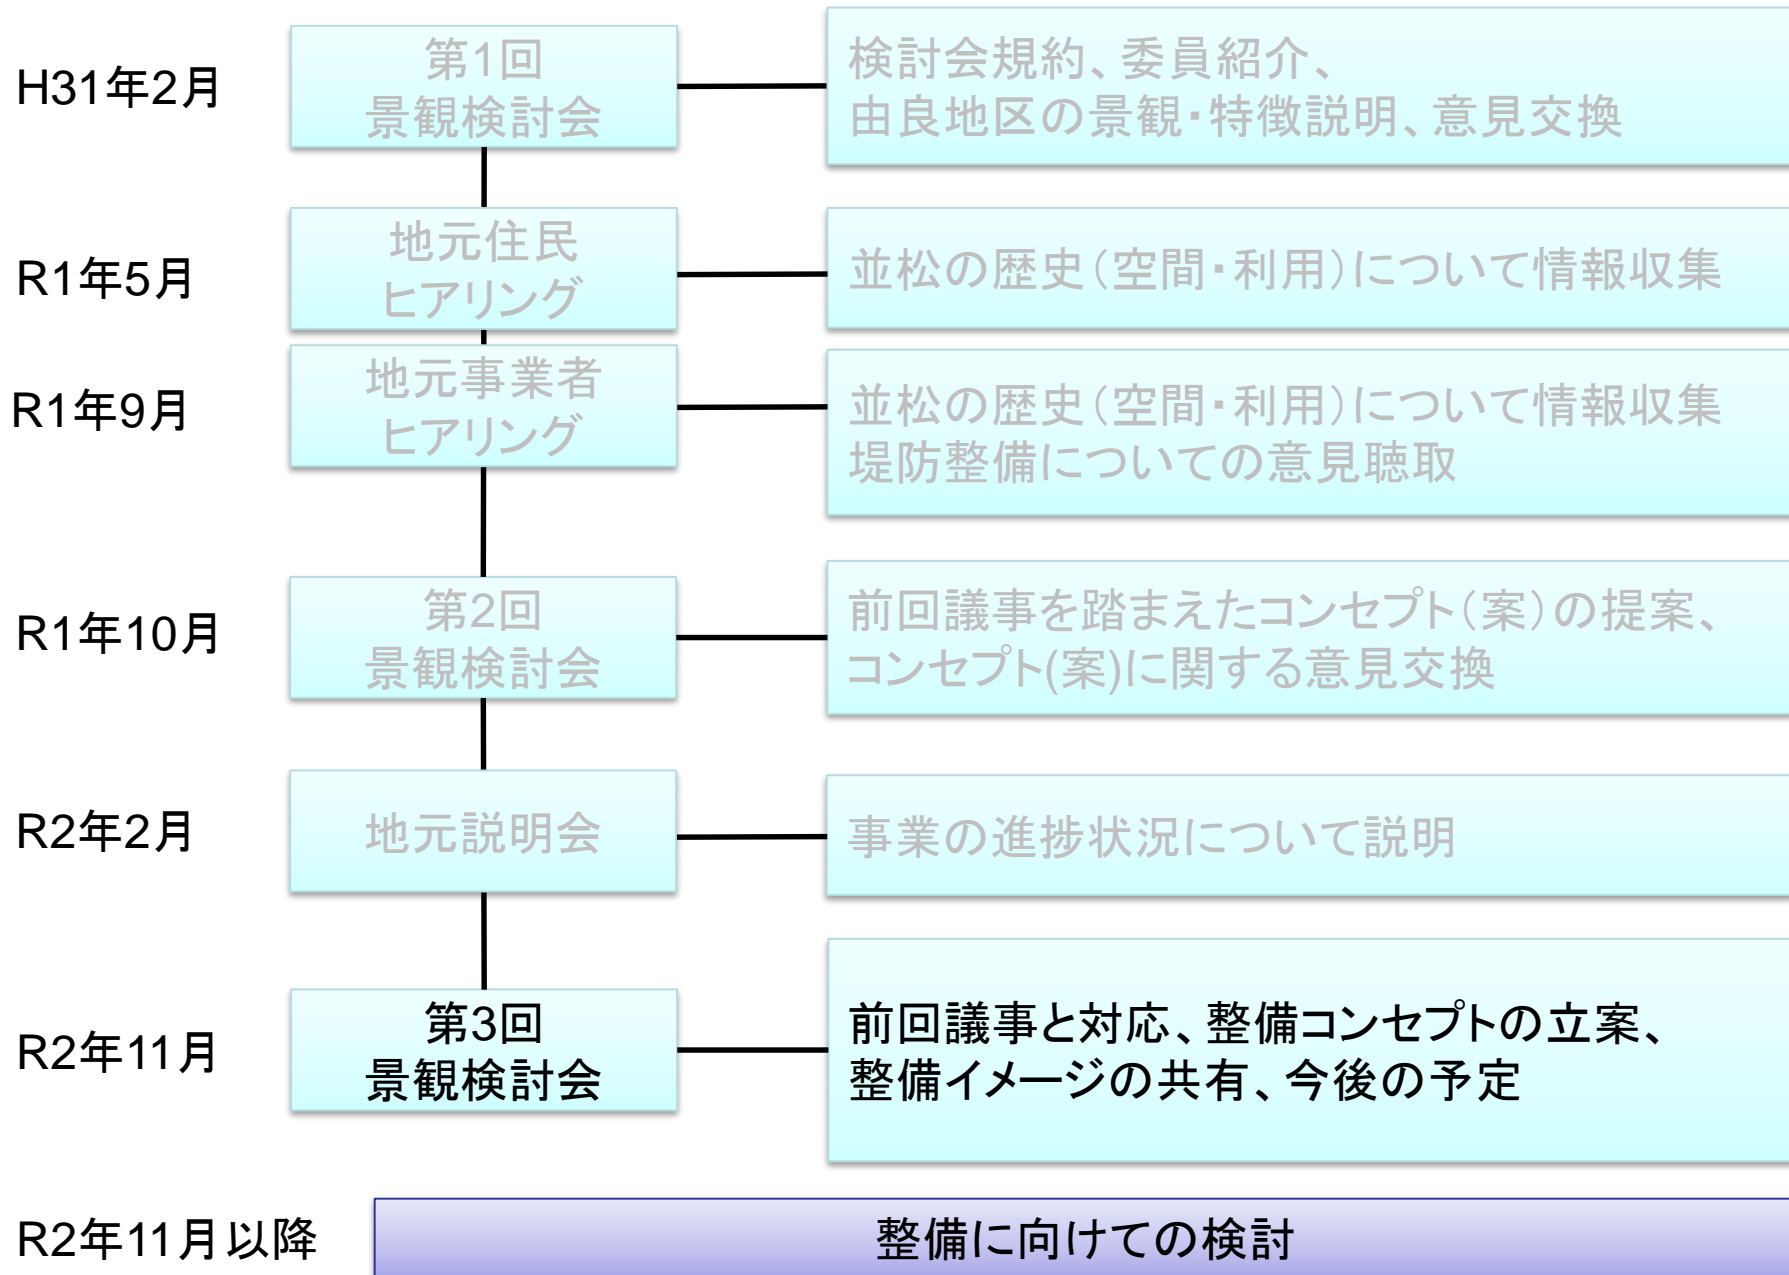 H31年2月
第1回
景観検討会
検討会規約、委員紹介、
由良地区の景観・特徴説明、意見交換
R1年5月
地元住民
ヒアリング
並松の歴史（空間・利用）について情報収集
R1年9月
地元事業者
ヒアリング
並松の歴史（空間・利用）について情報収集
堤防整備についての意見聴取
R1年10月
第2回
景観検討会
前回議事を踏まえたコンセプト（案）の提案、
コンセプト(案)に関する意見交換
R2年2月
地元説明会
事業の進捗状況について説明
R2年11月
第3回
景観検討会
前回議事と対応、整備コンセプトの立案、
整備イメージの共有、今後の予定
R2年11月以降
整備に向けての検討